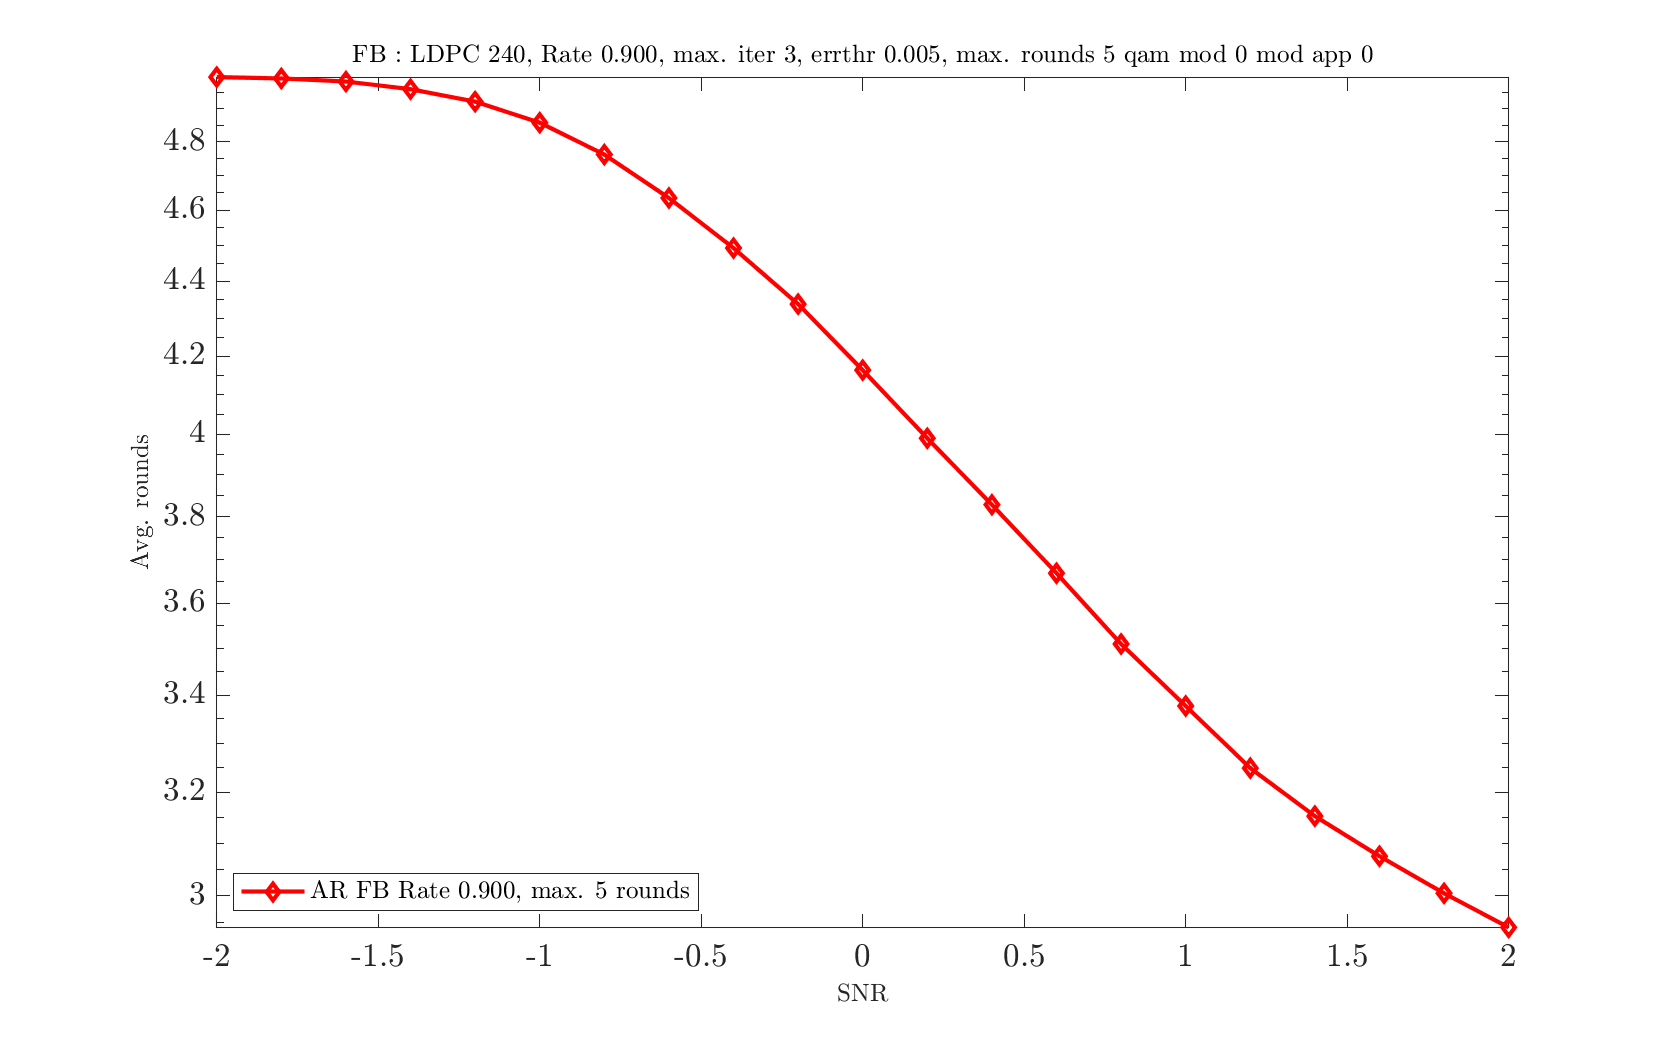 FB : LDPC 240, Rate 0.900, max. iter 3, errthr 0.005, max. rounds 5 qam mod 0 mod app 0
4.8
4.6
4.4
4.2
4
3.8
3.6
3.4
3.2
3
Avg. rounds
AR FB Rate 0.900, max. 5 rounds
-2 -1.5 -1 -0.5 0 0.5 1 1.5 2
SNR